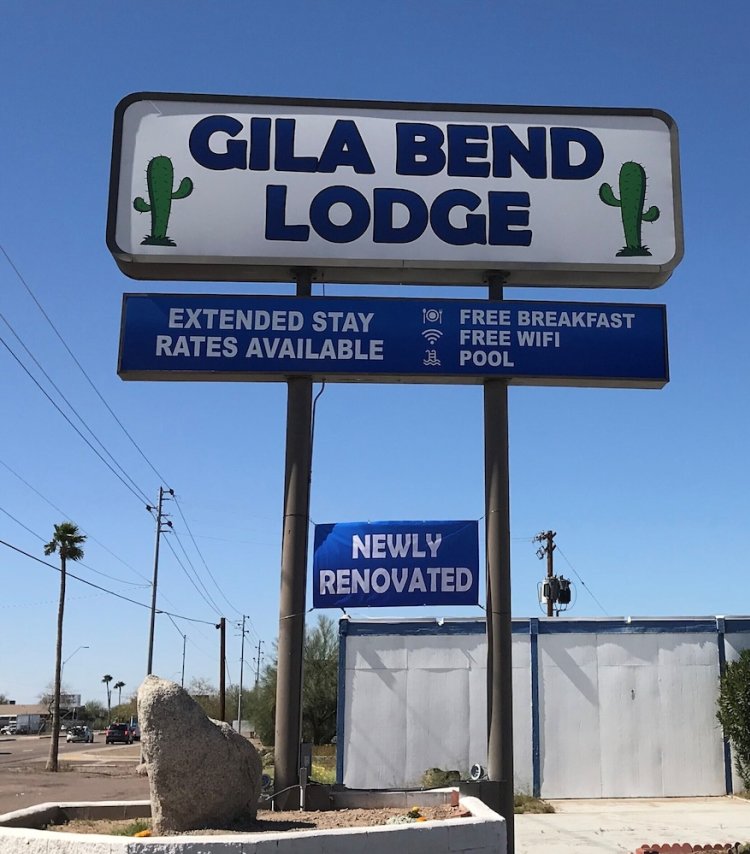 GILA BEND
LODGE
EXTENDED STAY
RATES AVAILABLE
FREE BREAKFAST
FREE WIFI
POOL
NEWLY
RENOVATED